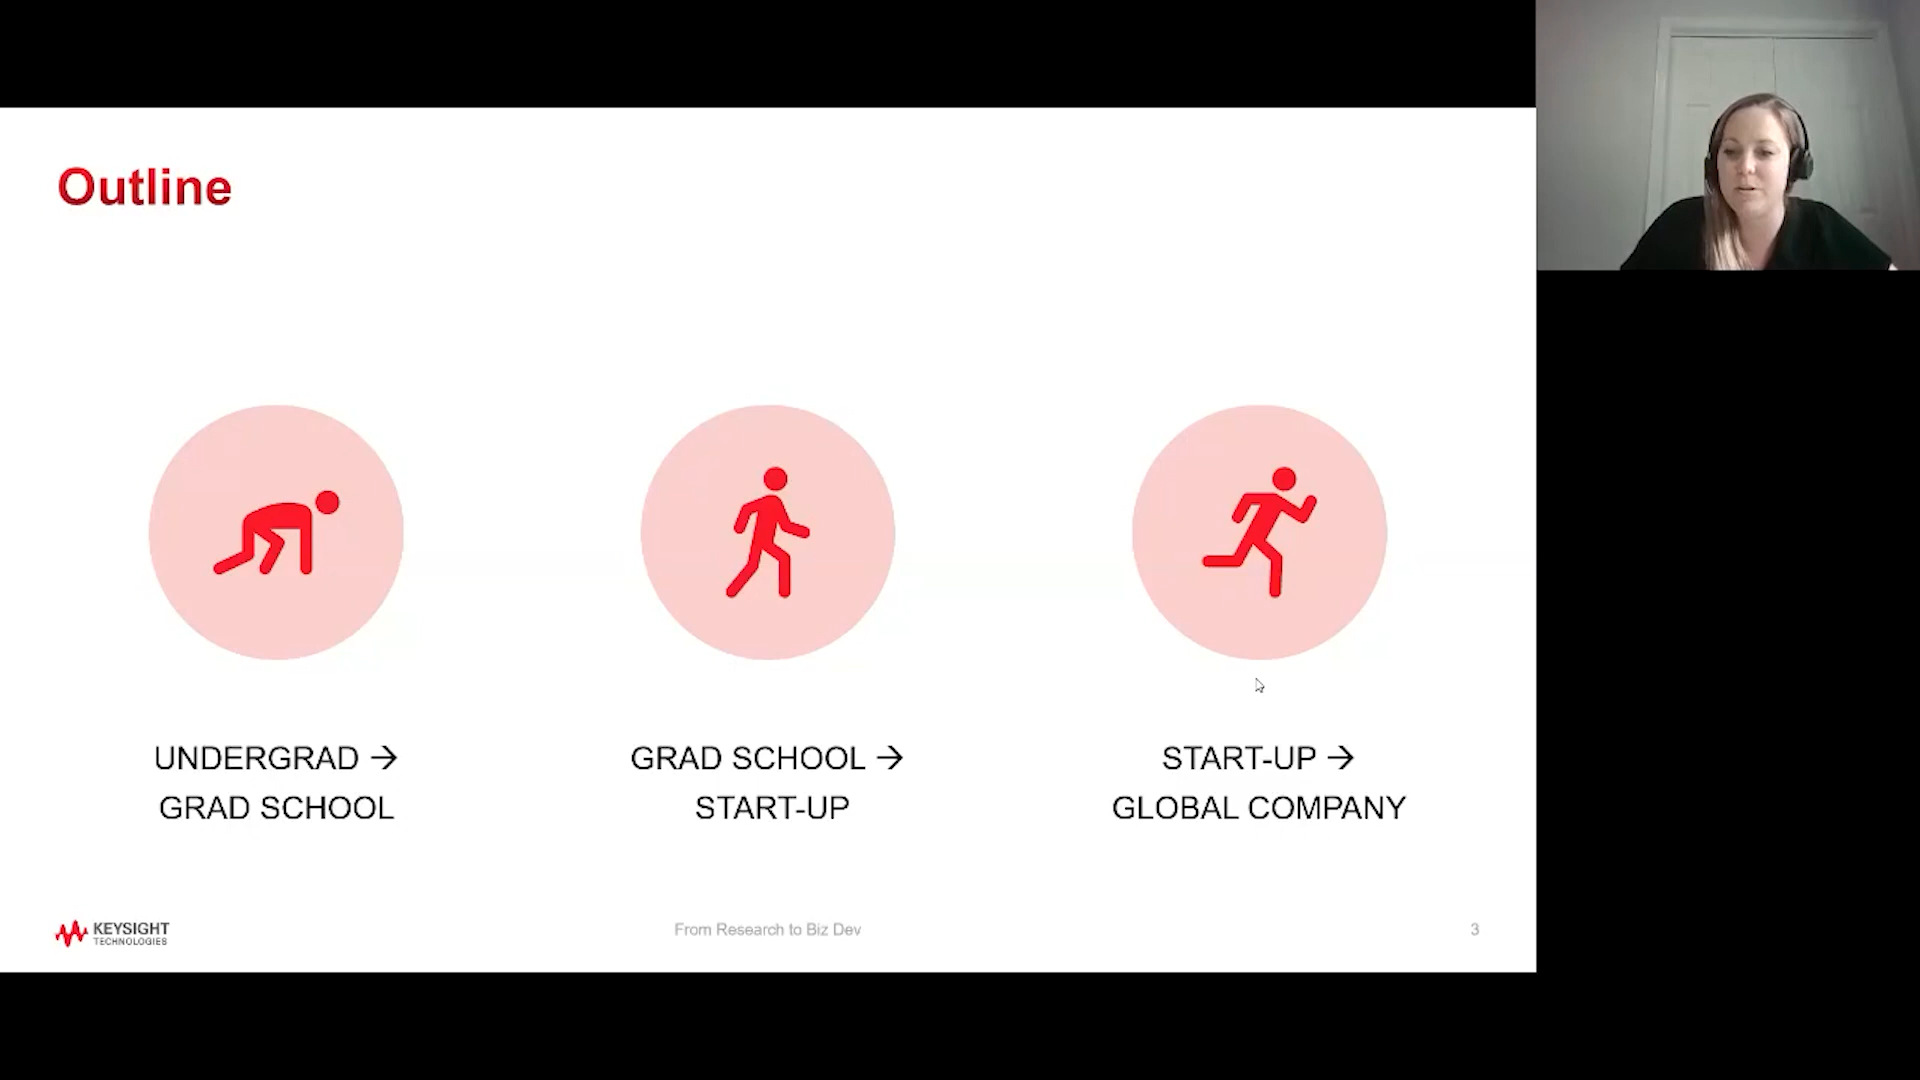 Outline
UNDERGRAD →
GRAD SCHOOL
GRAD SCHOOL →
START-UP
START-UP →
GLOBAL COMPANY
KEYSIGHT
TECHNOLOGIES
From Research to Biz Dev
3